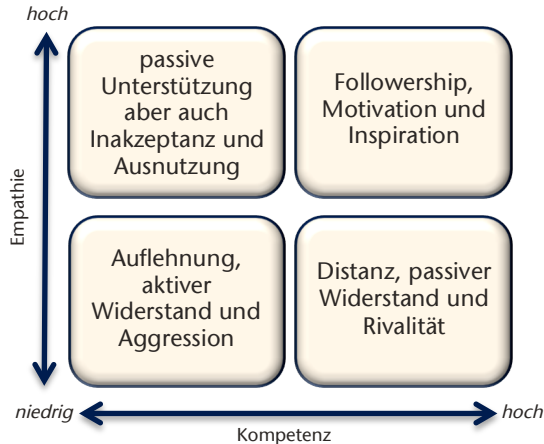 hoch
passive
Unterstützung
aber auch
Inakzeptanz und
Ausnutzung
Followership,
Motivation und
Inspiration
Empathie
Auflehnung,
aktiver
Widerstand und
Aggression
Distanz, passiver
Widerstand und
Rivalität
niedrig
hoch
Kompetenz